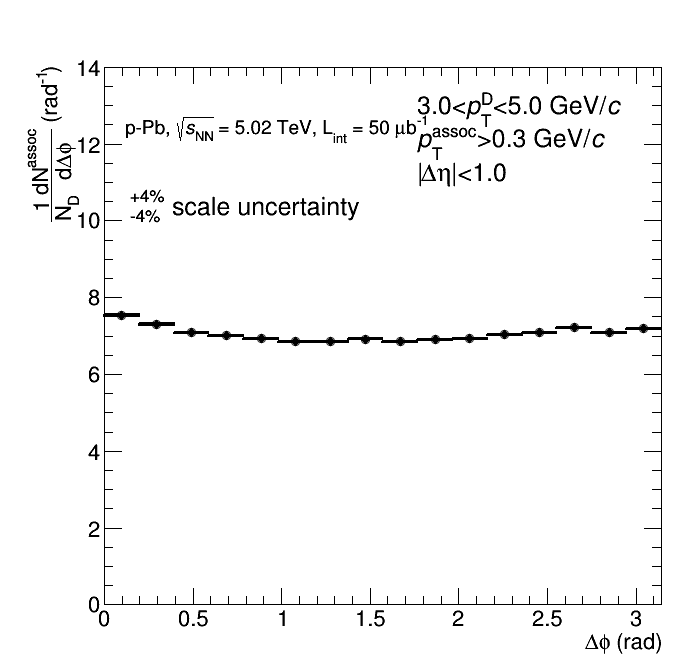 14
12
10
8
6
4
2
0
1 dN^assoc (rad⁻¹)
N_D dΔϕ
p-Pb, √s_NN = 5.02 TeV, L_int = 50 μb⁻¹
+4%
-4% scale uncertainty
3.0<p_T^D<5.0 GeV/c
p_T^assoc>0.3 GeV/c
|Δη|<1.0
0 0.5 1 1.5 2 2.5 3
Δϕ (rad)